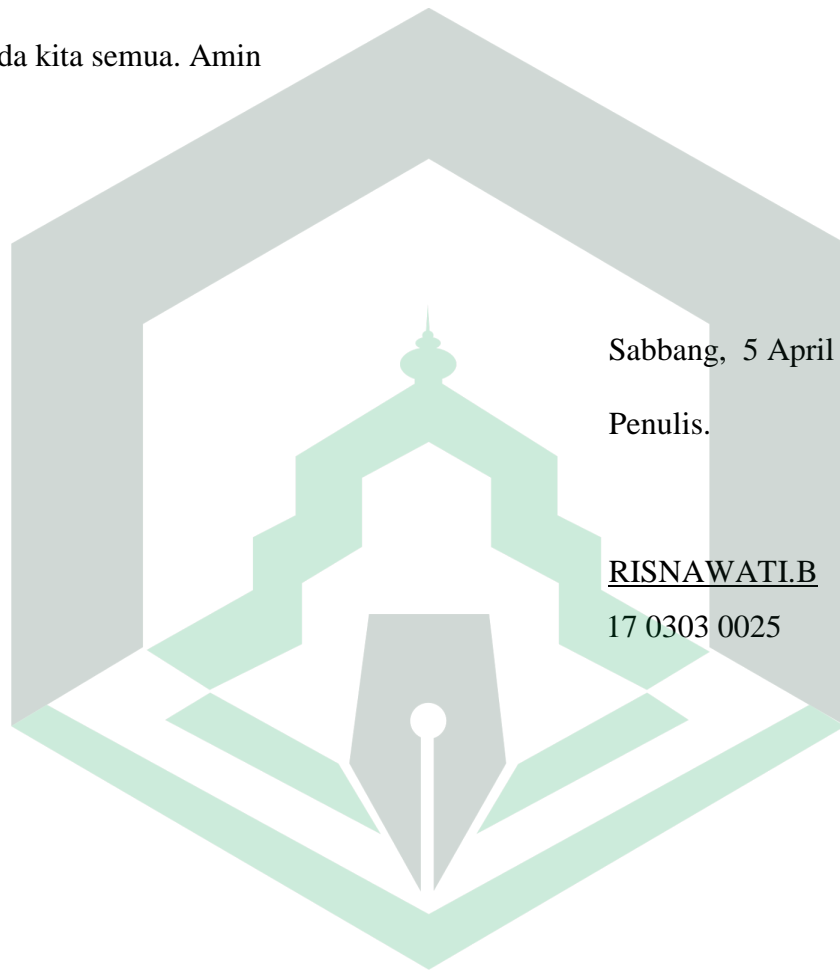 da kita semua. Amin
Sabbang, 5 April
Penulis.
RISNAWATI.B
17 0303 0025